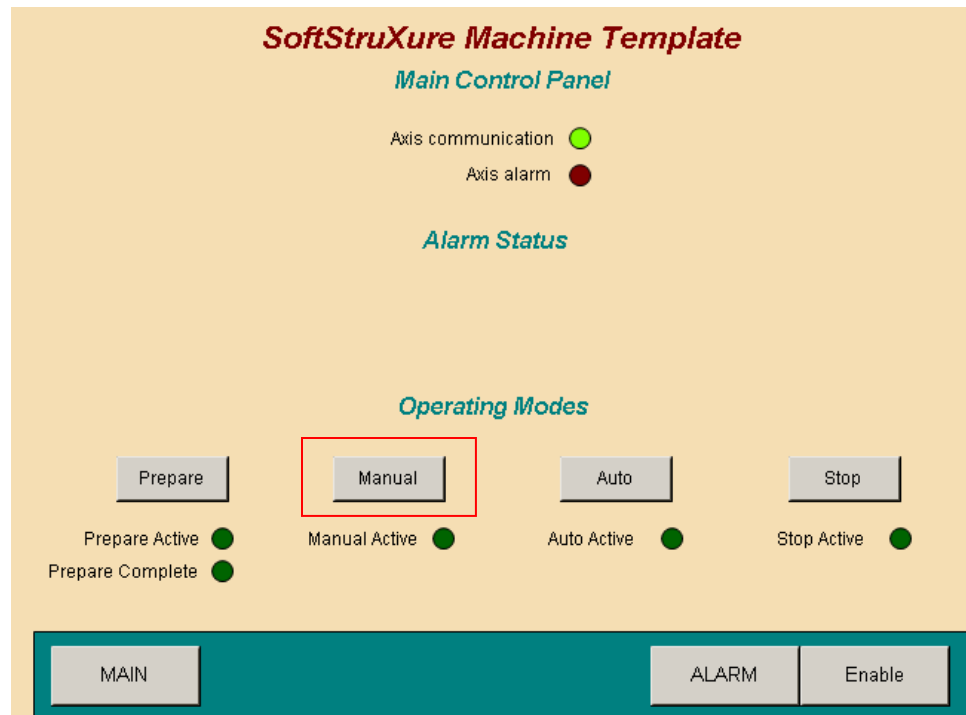 SoftStruXure Machine Template
Main Control Panel
Axis communication
Axis alarm
Alarm Status
Operating Modes
Prepare Manual Auto Stop
Prepare Active Manual Active Auto Active Stop Active
Prepare Complete
MAIN ALARM Enable